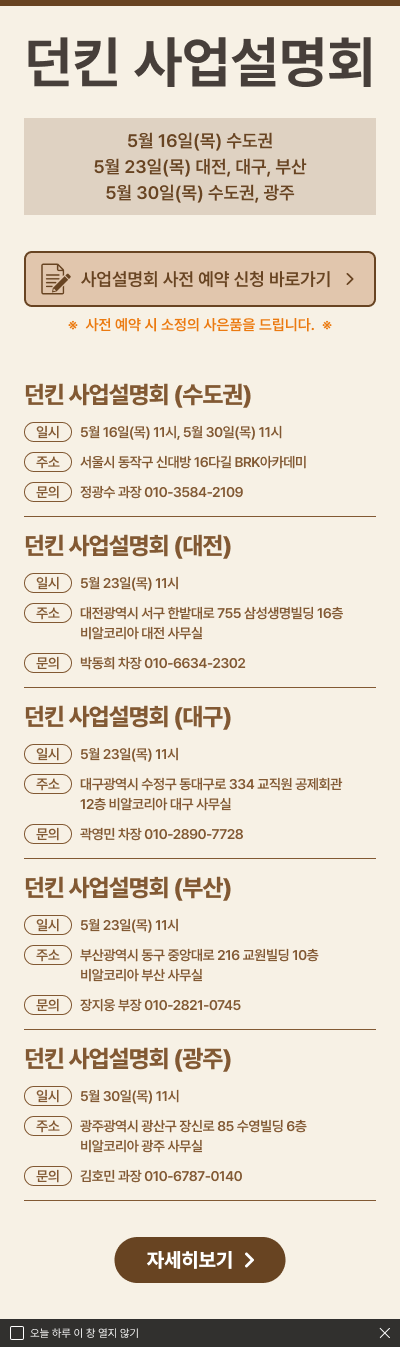 던킨 사업설명회
5월 16일(목) 수도권
5월 23일(목) 대전, 대구, 부산
5월 30일(목) 수도권, 광주
사업설명회 사전 예약 신청 바로가기
※ 사전 예약 시 소정의 사은품을 드립니다. ※
던킨 사업설명회 (수도권)
일시 5월 16일(목) 11시, 5월 30일(목) 11시
주소 서울시 동작구 신대방 16다길 BRK아카데미
문의 정광수 과장 010-3584-2109
던킨 사업설명회 (대전)
일시 5월 23일(목) 11시
주소 대전광역시 서구 한밭대로 755 삼성생명빌딩 16층
비알코리아 대전 사무실
문의 박동희 차장 010-6634-2302
던킨 사업설명회 (대구)
일시 5월 23일(목) 11시
주소 대구광역시 수정구 동대구로 334 교직원 공제회관
12층 비알코리아 대구 사무실
문의 곽영민 차장 010-2890-7728
던킨 사업설명회 (부산)
일시 5월 23일(목) 11시
주소 부산광역시 동구 중앙대로 216 교원빌딩 10층
비알코리아 부산 사무실
문의 장지웅 부장 010-2821-0745
던킨 사업설명회 (광주)
일시 5월 30일(목) 11시
주소 광주광역시 광산구 장신로 85 수영빌딩 6층
비알코리아 광주 사무실
문의 김호민 과장 010-6787-0140
자세히보기
오늘 하루 이 창 열지 않기